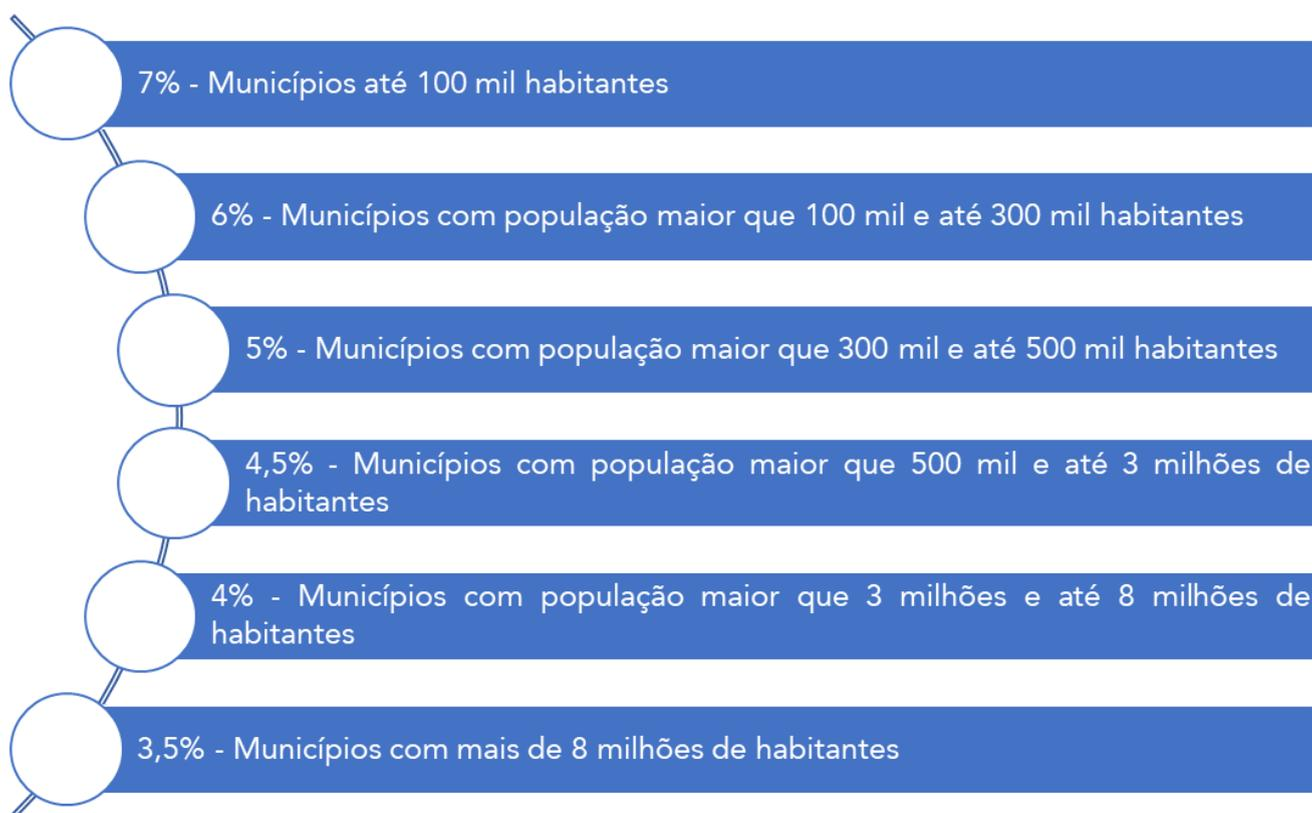 7% - Municípios até 100 mil habitantes
6% - Municípios com população maior que 100 mil e até 300 mil habitantes
5% - Municípios com população maior que 300 mil e até 500 mil habitantes
4,5% - Municípios com população maior que 500 mil e até 3 milhões de
habitantes
4% - Municípios com população maior que 3 milhões e até 8 milhões de
habitantes
3,5% - Municípios com mais de 8 milhões de habitantes